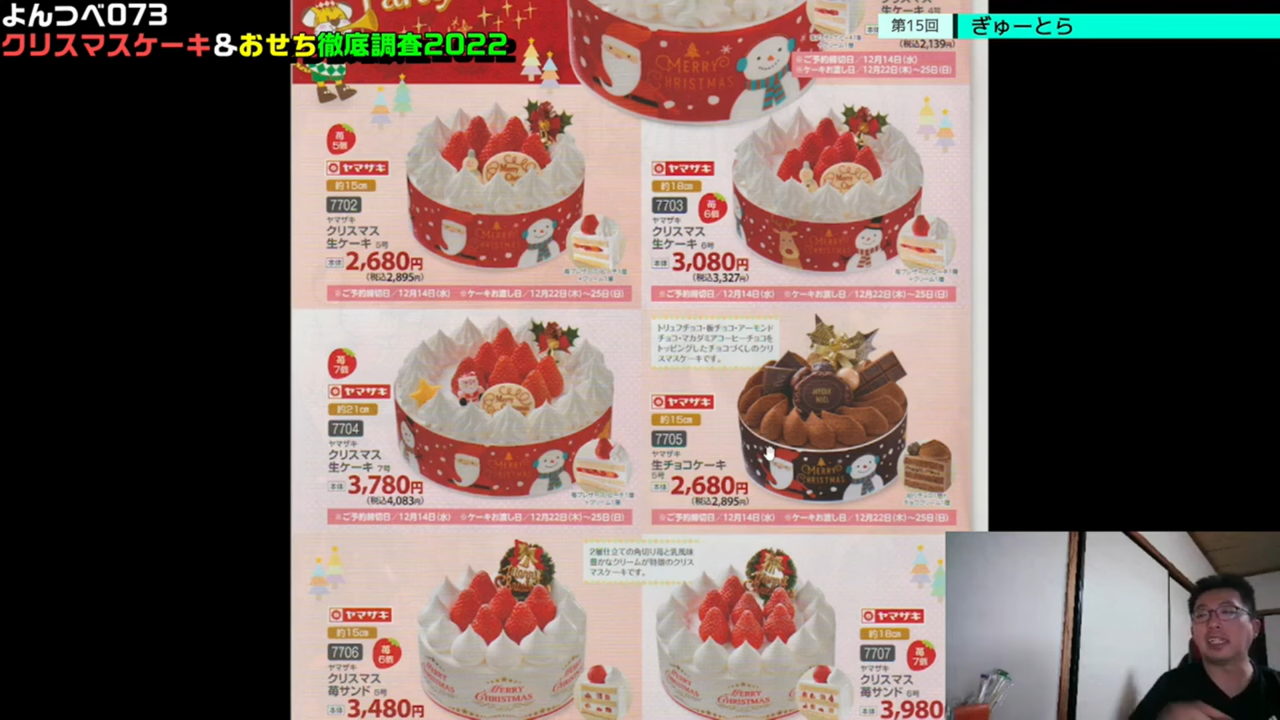 よんつべ073
クリスマスケーキ&おせち徹底調査2022
第15回
ぎゅーとら
Party
生ケーキ 4号
(税込2,139円)
MERRY
CHRISTMAS
※ご予約締切日/12月14日(水)
※ケーキお渡し日/12月22日(木)~25日(日)
苺
5個
ヤマザキ
約15cm
7702
ヤマザキ
クリスマス
生ケーキ 5号
本体 2,680円
(税込2,895円)
※ご予約締切日/12月14日(水) ※ケーキお渡し日/12月22日(木)~25日(日)
ヤマザキ
約18cm
7703
苺
6個
ヤマザキ
クリスマス
生ケーキ 6号
本体 3,080円
(税込3,327円)
※ご予約締切日/12月14日(水) ※ケーキお渡し日/12月22日(木)~25日(日)
苺
7個
ヤマザキ
約21cm
7704
ヤマザキ
クリスマス
生ケーキ 7号
本体 3,780円
(税込4,083円)
※ご予約締切日/12月14日(水) ※ケーキお渡し日/12月22日(木)~25日(日)
トリュフチョコ・板チョコ・アーモンド
チョコ・マカダミアコーヒーチョコを
トッピングしたチョコづくしのクリ
スマスケーキです。
ヤマザキ
約15cm
7705
ヤマザキ
生チョコケーキ
5号
本体 2,680円
(税込2,895円)
MERRY
CHRISTMAS
※ご予約締切日/12月14日(水) ※ケーキお渡し日/12月22日(木)~25日(日)
2層仕立ての角切り苺と乳風味
豊かなクリームが特徴のクリス
マスケーキです。
ヤマザキ
約15cm
7706
苺
6個
ヤマザキ
クリスマス
苺サンド 5号
本体 3,480円
MERRY
CHRISTMAS
MERRY
CHRISTMAS
ヤマザキ
約18cm
7707
苺
7個
ヤマザキ
クリスマス
苺サンド 6号
本体 3,980